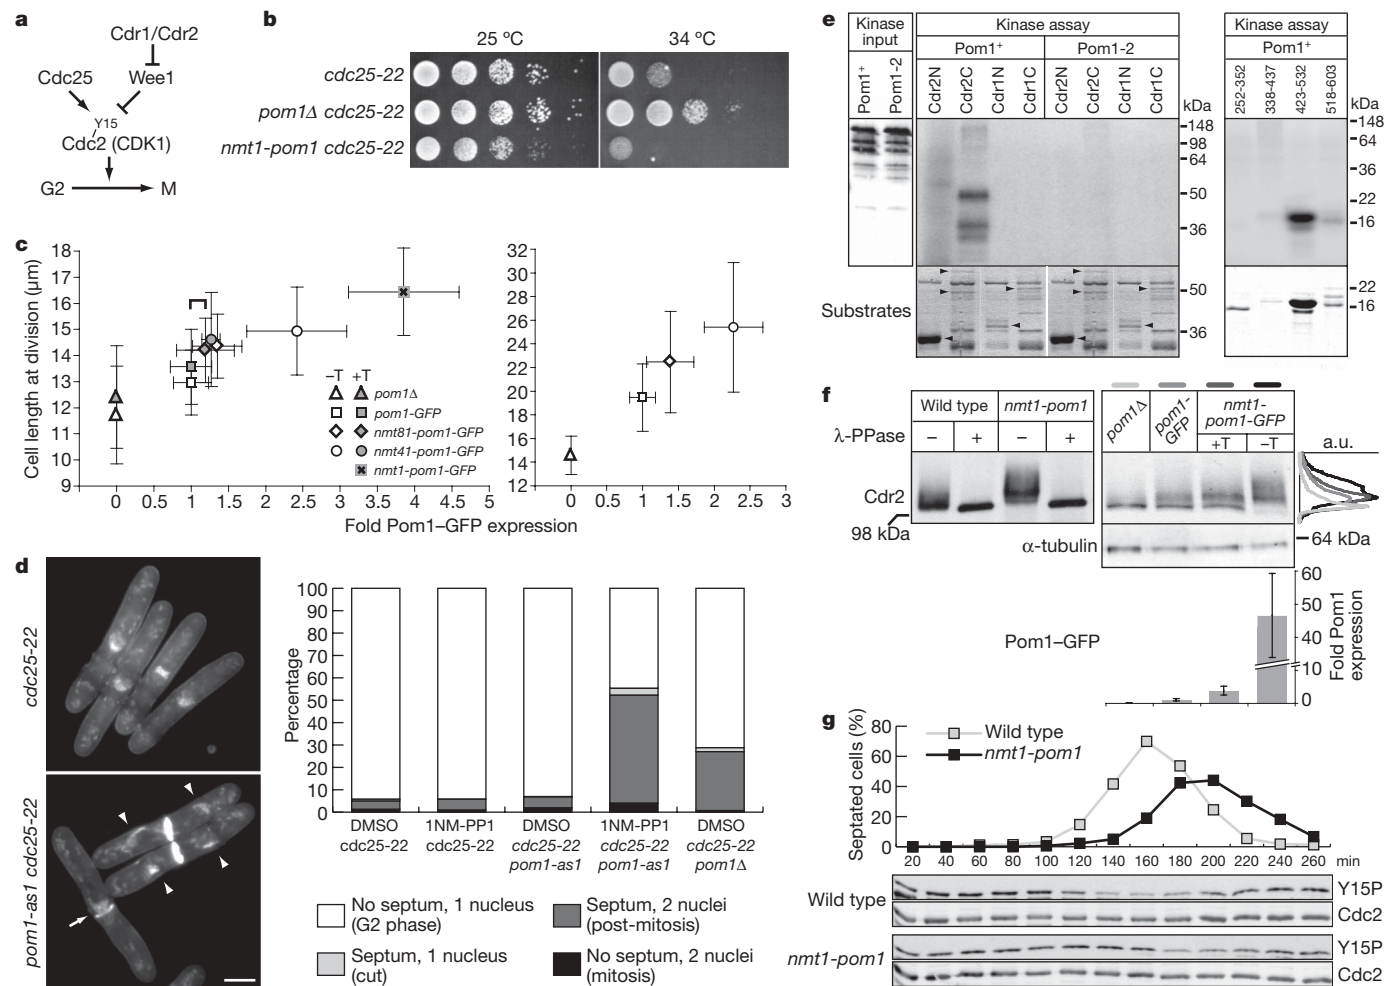 a
Cdr1/Cdr2
Cdc25
Wee1
Y15
Cdc2 (CDK1)
G2
M
b
25 °C
34 °C
cdc25-22
pom1Δ cdc25-22
nmt1-pom1 cdc25-22
c
Cell length at division (μm)
18
17
16
15
14
13
12
11
10
9
0
0.5
1
1.5
2
2.5
3
3.5
4
4.5
5
−T +T
pom1Δ
pom1-GFP
nmt81-pom1-GFP
nmt41-pom1-GFP
nmt1-pom1-GFP
32
30
28
26
24
22
20
18
16
14
12
0
0.5
1
1.5
2
2.5
3
Fold Pom1–GFP expression
d
cdc25-22
pom1-as1 cdc25-22
Percentage
100
90
80
70
60
50
40
30
20
10
0
DMSO
cdc25-22
1NM-PP1
cdc25-22
DMSO
cdc25-22
pom1-as1
1NM-PP1
cdc25-22
pom1-as1
DMSO
cdc25-22
pom1Δ
No septum, 1 nucleus
(G2 phase)
Septum, 2 nuclei
(post-mitosis)
Septum, 1 nucleus
(cut)
No septum, 2 nuclei
(mitosis)
e
Kinase
input
Pom1+
Pom1-2
Kinase assay
Pom1+
Pom1-2
Cdr2N
Cdr2C
Cdr1N
Cdr1C
Cdr2N
Cdr2C
Cdr1N
Cdr1C
kDa
148
98
64
50
36
50
36
Substrates
Kinase assay
Pom1+
252-352
338-437
423-532
518-603
kDa
148
64
36
22
16
22
16
f
Wild type
nmt1-pom1
λ-PPase
− + − +
Cdr2
98 kDa
pom1Δ
pom1-
GFP
nmt1-
pom1-GFP
+T −T
a.u.
α-tubulin
64 kDa
Pom1–GFP
60
50
40
10
0
Fold Pom1
expression
g
Septated cells (%)
80
60
40
20
0
Wild type
nmt1-pom1
20 40 60 80 100 120 140 160 180 200 220 240 260 min
Wild type
Y15P
Cdc2
nmt1-pom1
Y15P
Cdc2